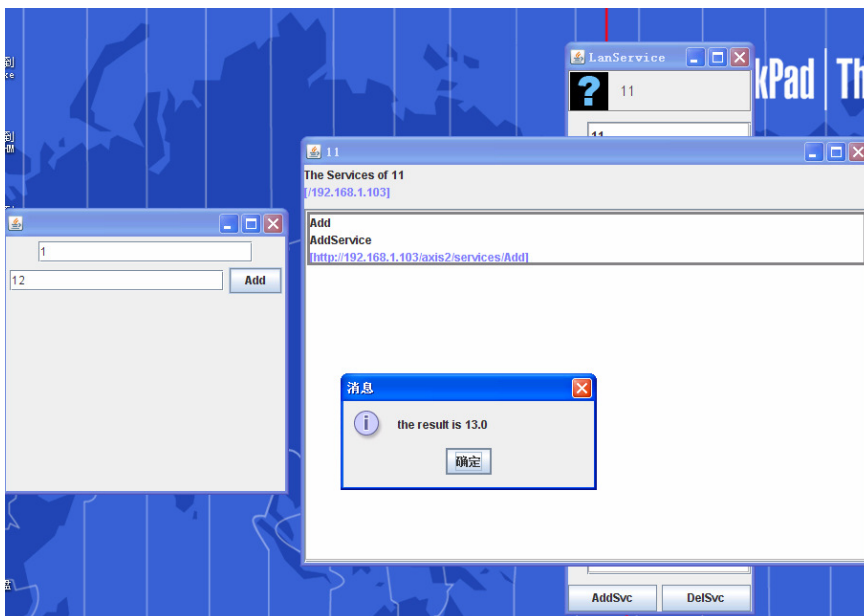 到
到
LanService
11
kPad Th
11
11
The Services of 11
[/192.168.1.103]
Add
AddService
[http://192.168.1.103/axis2/services/Add]
1
12
Add
消息
the result is 13.0
确定
AddSvc
DelSvc